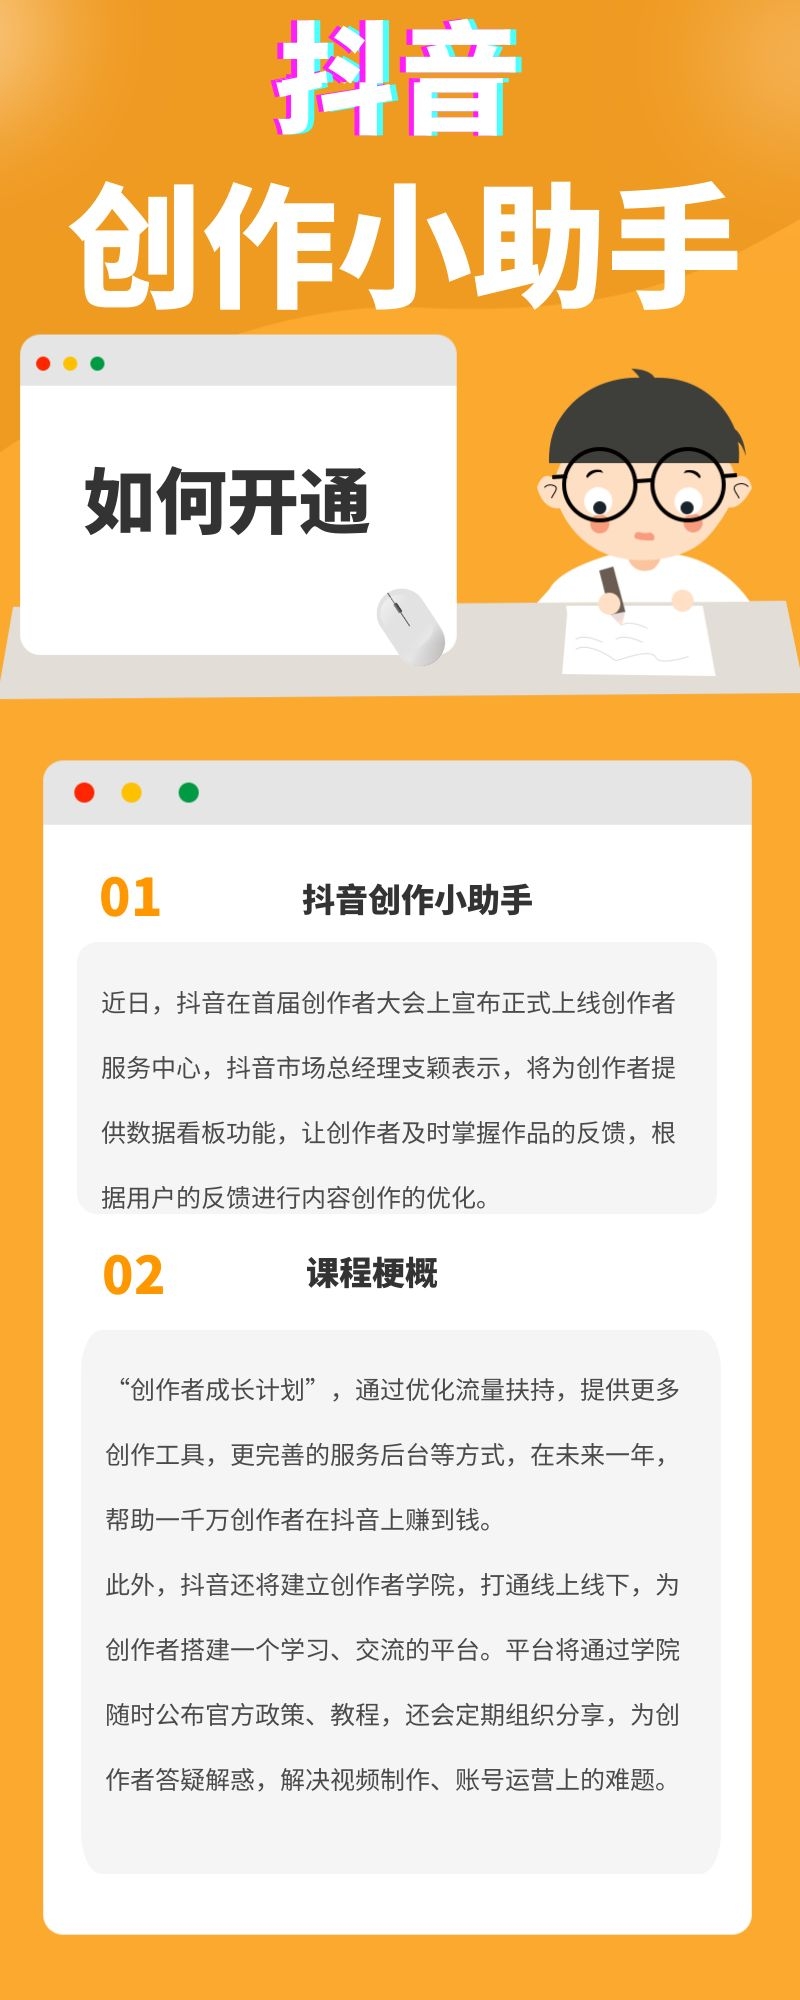 抖音
创作小助手
如何开通
01
抖音创作小助手
近日，抖音在首届创作者大会上宣布正式上线创作者
服务中心，抖音市场总经理支颖表示，将为创作者提
供数据看板功能，让创作者及时掌握作品的反馈，根
据用户的反馈进行内容创作的优化。
02
课程梗概
“创作者成长计划”，通过优化流量扶持，提供更多
创作工具，更完善的服务后台等方式，在未来一年，
帮助一千万创作者在抖音上赚到钱。
此外，抖音还将建立创作者学院，打通线上线下，为
创作者搭建一个学习、交流的平台。平台将通过学院
随时公布官方政策、教程，还会定期组织分享，为创
作者答疑解惑，解决视频制作、账号运营上的难题。